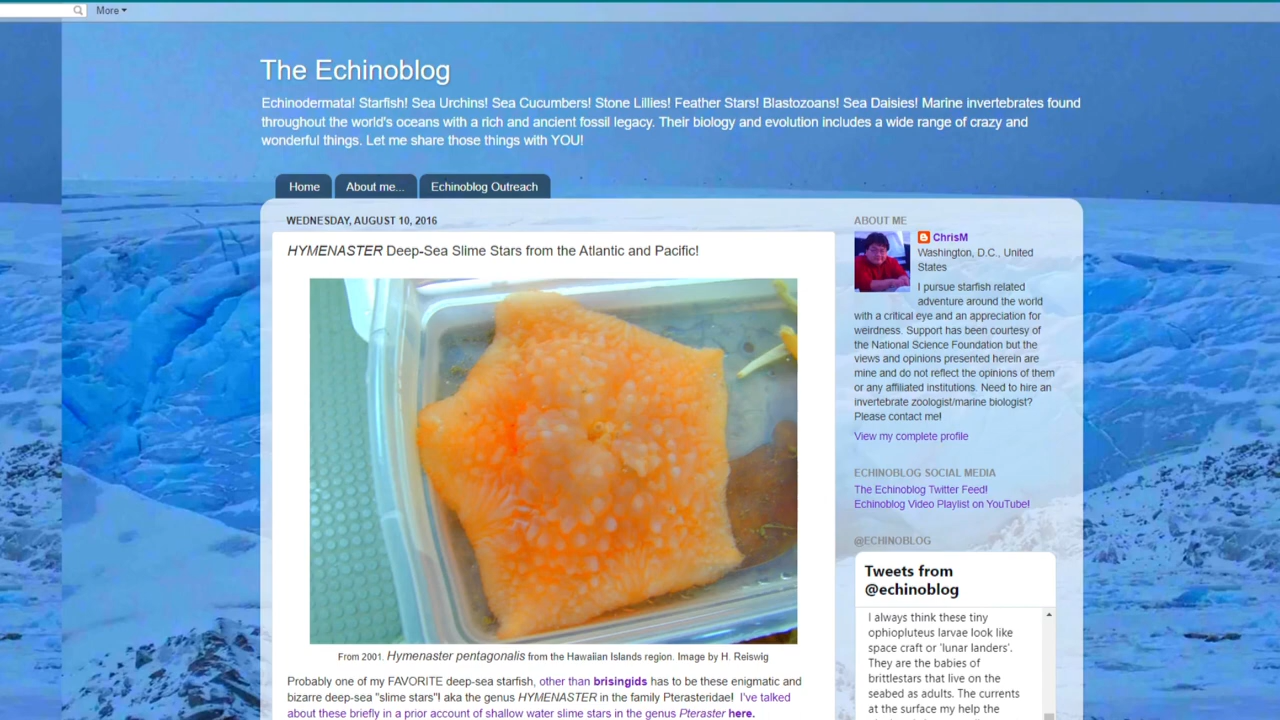 More
The Echinoblog
Echinodermata! Starfish! Sea Urchins! Sea Cucumbers! Stone Lillies! Feather Stars! Blastozoans! Sea Daisies! Marine invertebrates found
throughout the world's oceans with a rich and ancient fossil legacy. Their biology and evolution includes a wide range of crazy and
wonderful things. Let me share those things with YOU!
Home
About me...
Echinoblog Outreach
WEDNESDAY, AUGUST 10, 2016
HYMENASTER Deep-Sea Slime Stars from the Atlantic and Pacific!
From 2001. Hymenaster pentagonalis from the Hawaiian Islands region. Image by H. Reiswig
Probably one of my FAVORITE deep-sea starfish, other than brisingids has to be these enigmatic and
bizarre deep-sea "slime stars"! aka the genus HYMENASTER in the family Pterasteridae! I've talked
about these briefly in a prior account of shallow water slime stars in the genus Pteraster here.
ABOUT ME
ChrisM
Washington, D.C., United
States
I pursue starfish related
adventure around the world
with a critical eye and an appreciation for
weirdness. Support has been courtesy of
the National Science Foundation but the
views and opinions presented herein are
mine and do not reflect the opinions of them
or any affiliated institutions. Need to hire an
invertebrate zoologist/marine biologist?
Please contact me!
View my complete profile
ECHINOBLOG SOCIAL MEDIA
The Echinoblog Twitter Feed!
Echinoblog Video Playlist on YouTube!
@ECHINOBLOG
Tweets from
@echinoblog
I always think these tiny
ophiopluteus larvae look like
space craft or 'lunar landers'.
They are the babies of
brittlestars that live on the
seabed as adults. The currents
at the surface my help the